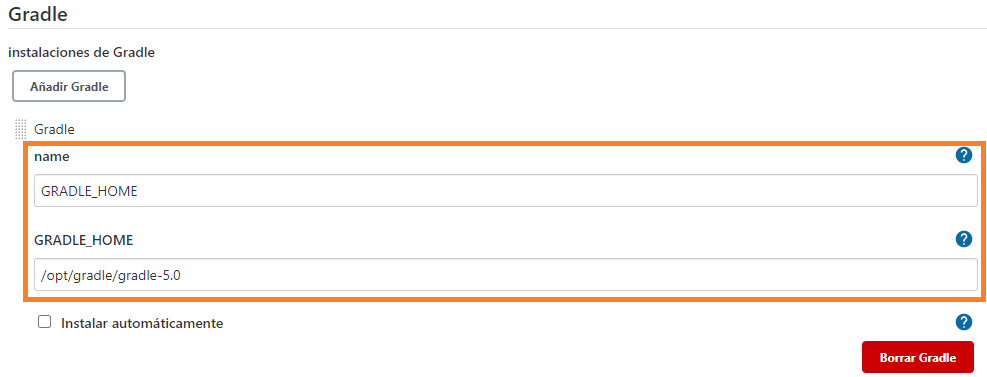 Gradle
instalaciones de Gradle
Añadir Gradle
Gradle
name
?
GRADLE_HOME
GRADLE_HOME
?
/opt/gradle/gradle-5.0
Instalar automáticamente
?
Borrar Gradle